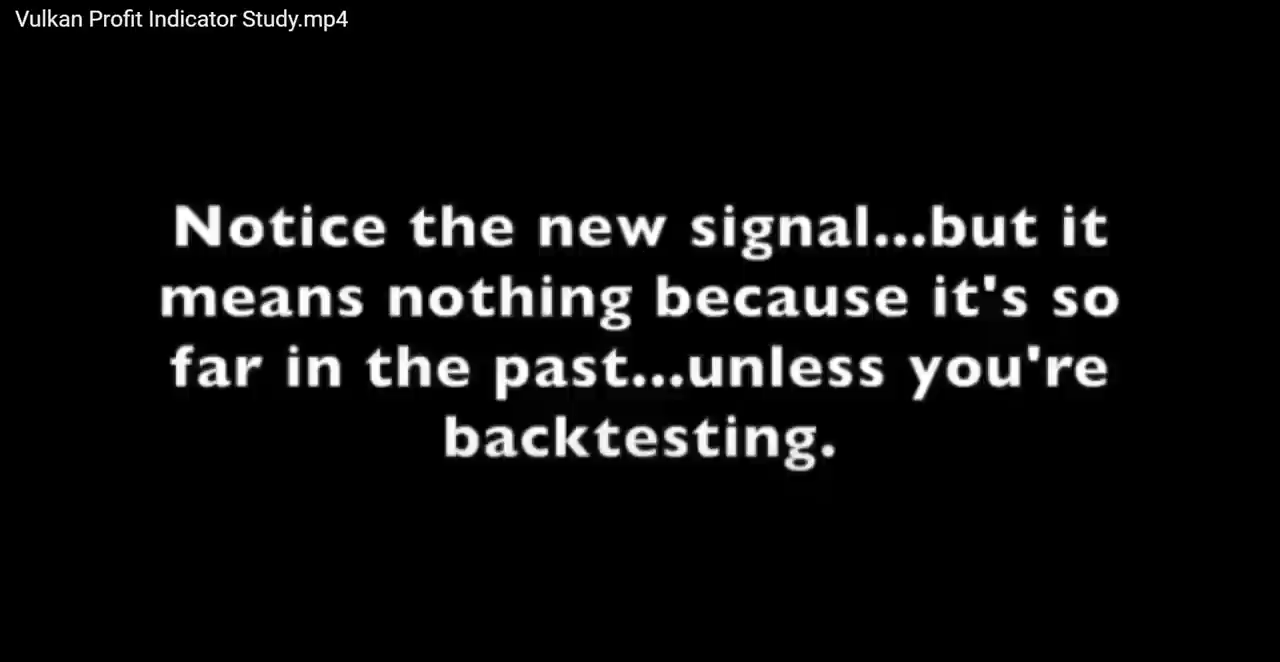 Vulkan Profit Indicator Study.mp4
Notice the new signal...but it
means nothing because it's so
far in the past...unless you're
backtesting.